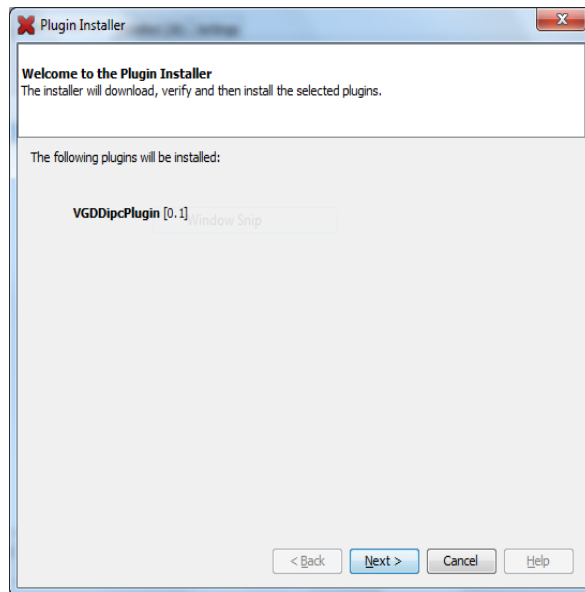 Plugin Installer
Settings
x
Welcome to the Plugin Installer
The installer will download, verify and then install the selected plugins.
The following plugins will be installed:
VGDDipcPlugin [0.1]
Window Snip
< Back
Next >
Cancel
Help